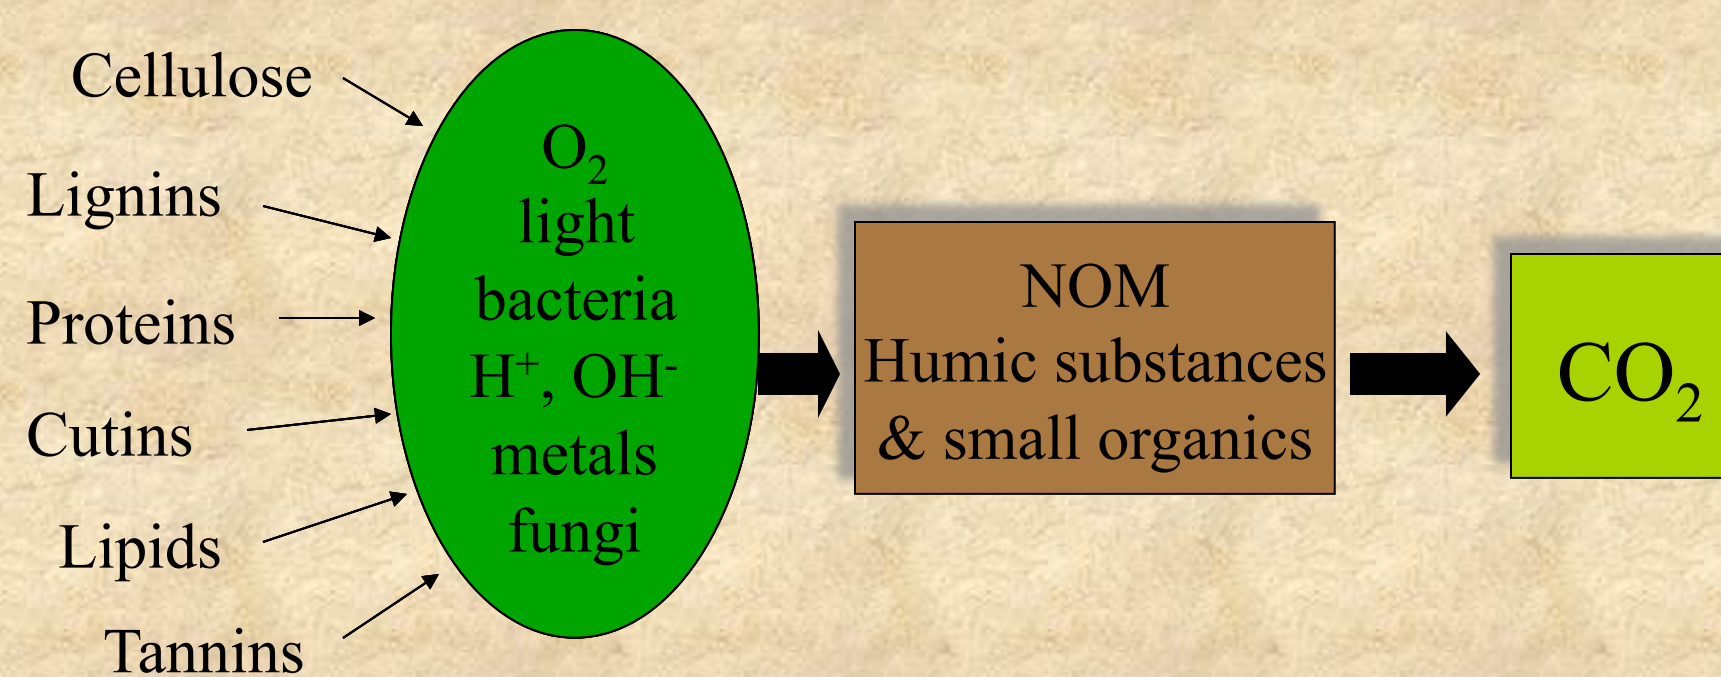 Cellulose
Lignins
Proteins
Cutins
Lipids
Tannins
O₂
light
bacteria
H⁺, OH⁻
metals
fungi
NOM
Humic substances
& small organics
CO₂